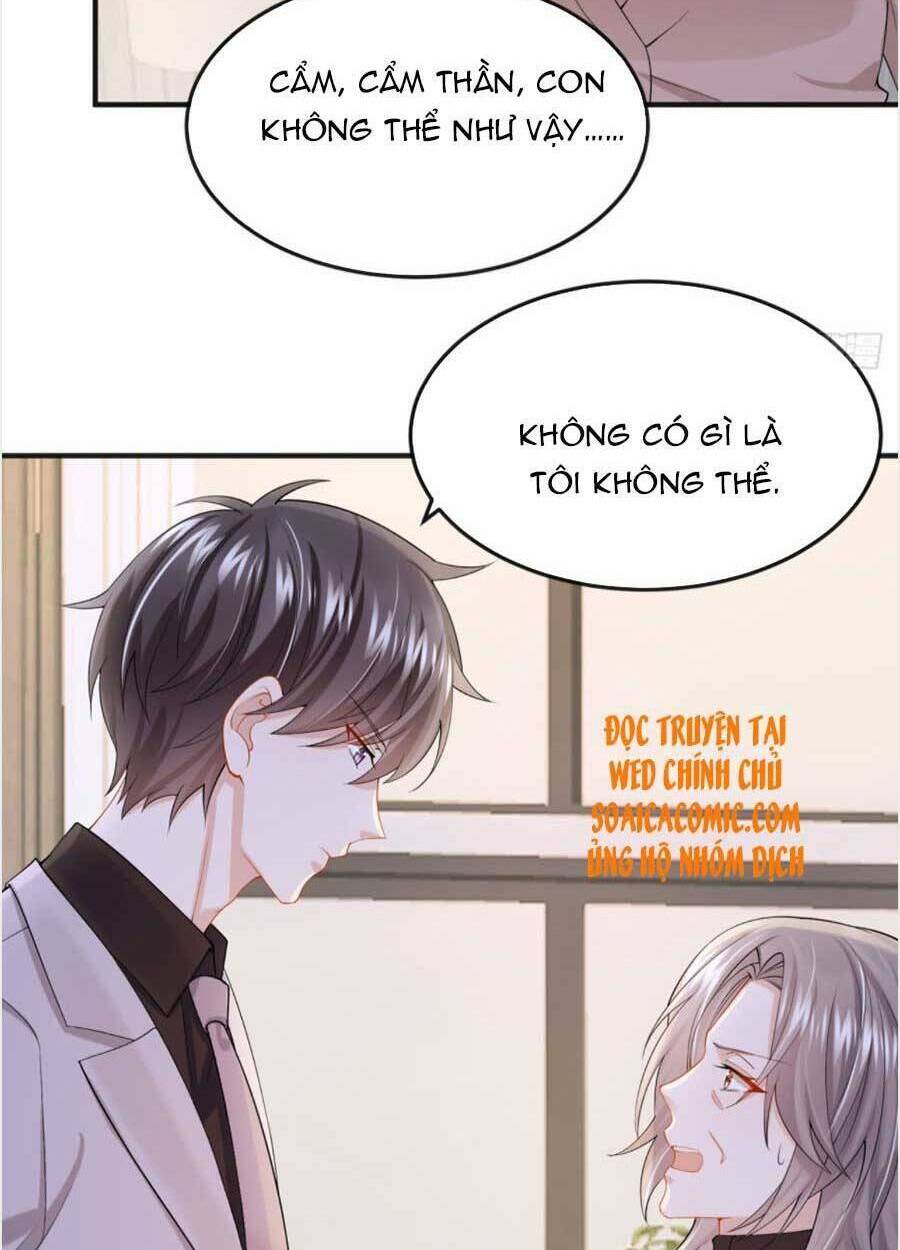 CẨM, CẨM THẦN, CON
KHÔNG THỂ NHƯ VẬY......
KHÔNG CÓ GÌ LÀ
TÔI KHÔNG THỂ.
ĐỌC TRUYỆN TẠI
WED CHÍNH CHỦ
SOAICACOMIC.COM
ỦNG HỘ NHÓM DỊCH